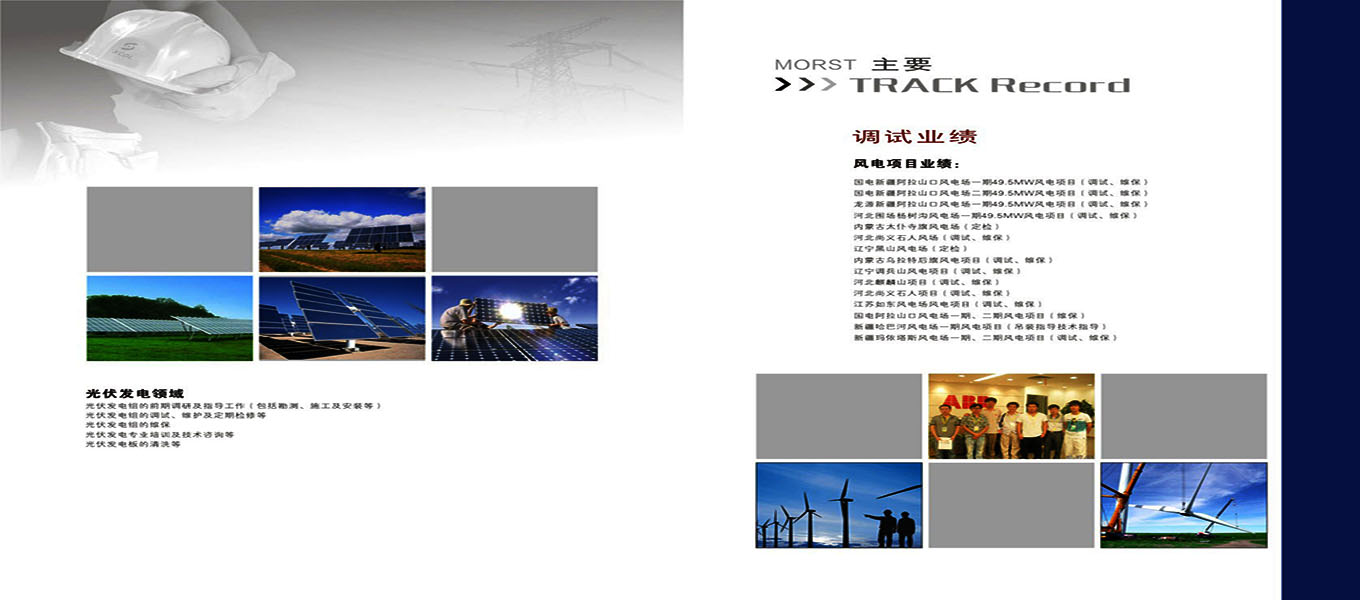 光伏发电领域
光伏发电组的前期调研及指导工作（包括勘测、施工及安装等）
光伏发电组的调试、维护及定期检修等
光伏发电组的维保
光伏发电专业培训及技术咨询等
光伏发电板的清洗等
MORST 主要
TRACK Record
调试业绩
风电项目业绩：
国电新疆阿拉山口风电场一期49.5MW风电项目（调试、维保）
国电新疆阿拉山口风电场二期49.5MW风电项目（调试、维保）
龙源新疆阿拉山口风电场一期49.5MW风电项目（调试、维保）
河北围场杨树沟风电场一期49.5MW风电项目（调试、维保）
内蒙古太仆寺旗风电场（定检）
河北尚义石人风场（调试、维保）
辽宁黑山风电场（定检）
内蒙古乌拉特后旗风电项目（调试、维保）
辽宁调兵山风电项目（调试、维保）
河北麒麟山项目（调试、维保）
河北尚义石人项目（调试、维保）
江苏如东风电场风电项目（调试、维保）
国电阿拉山口风电场一期、二期风电项目（维保）
新疆哈巴河风电场一期风电项目（吊装指导技术指导）
新疆玛依塔斯风电场一期、二期风电项目（调试、维保）
ABB